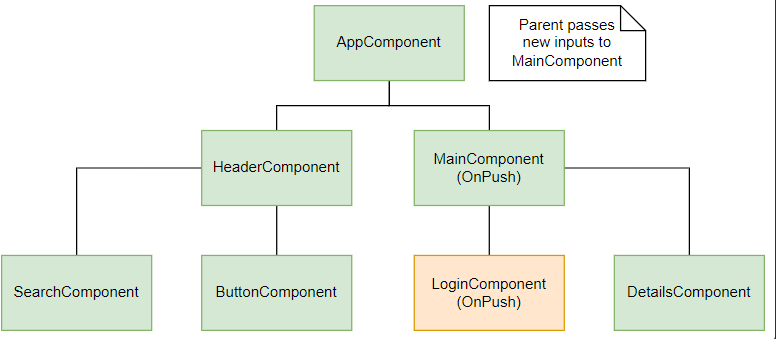 AppComponent
Parent passes
new inputs to
MainComponent
HeaderComponent
MainComponent
(OnPush)
SearchComponent
ButtonComponent
LoginComponent
(OnPush)
DetailsComponent